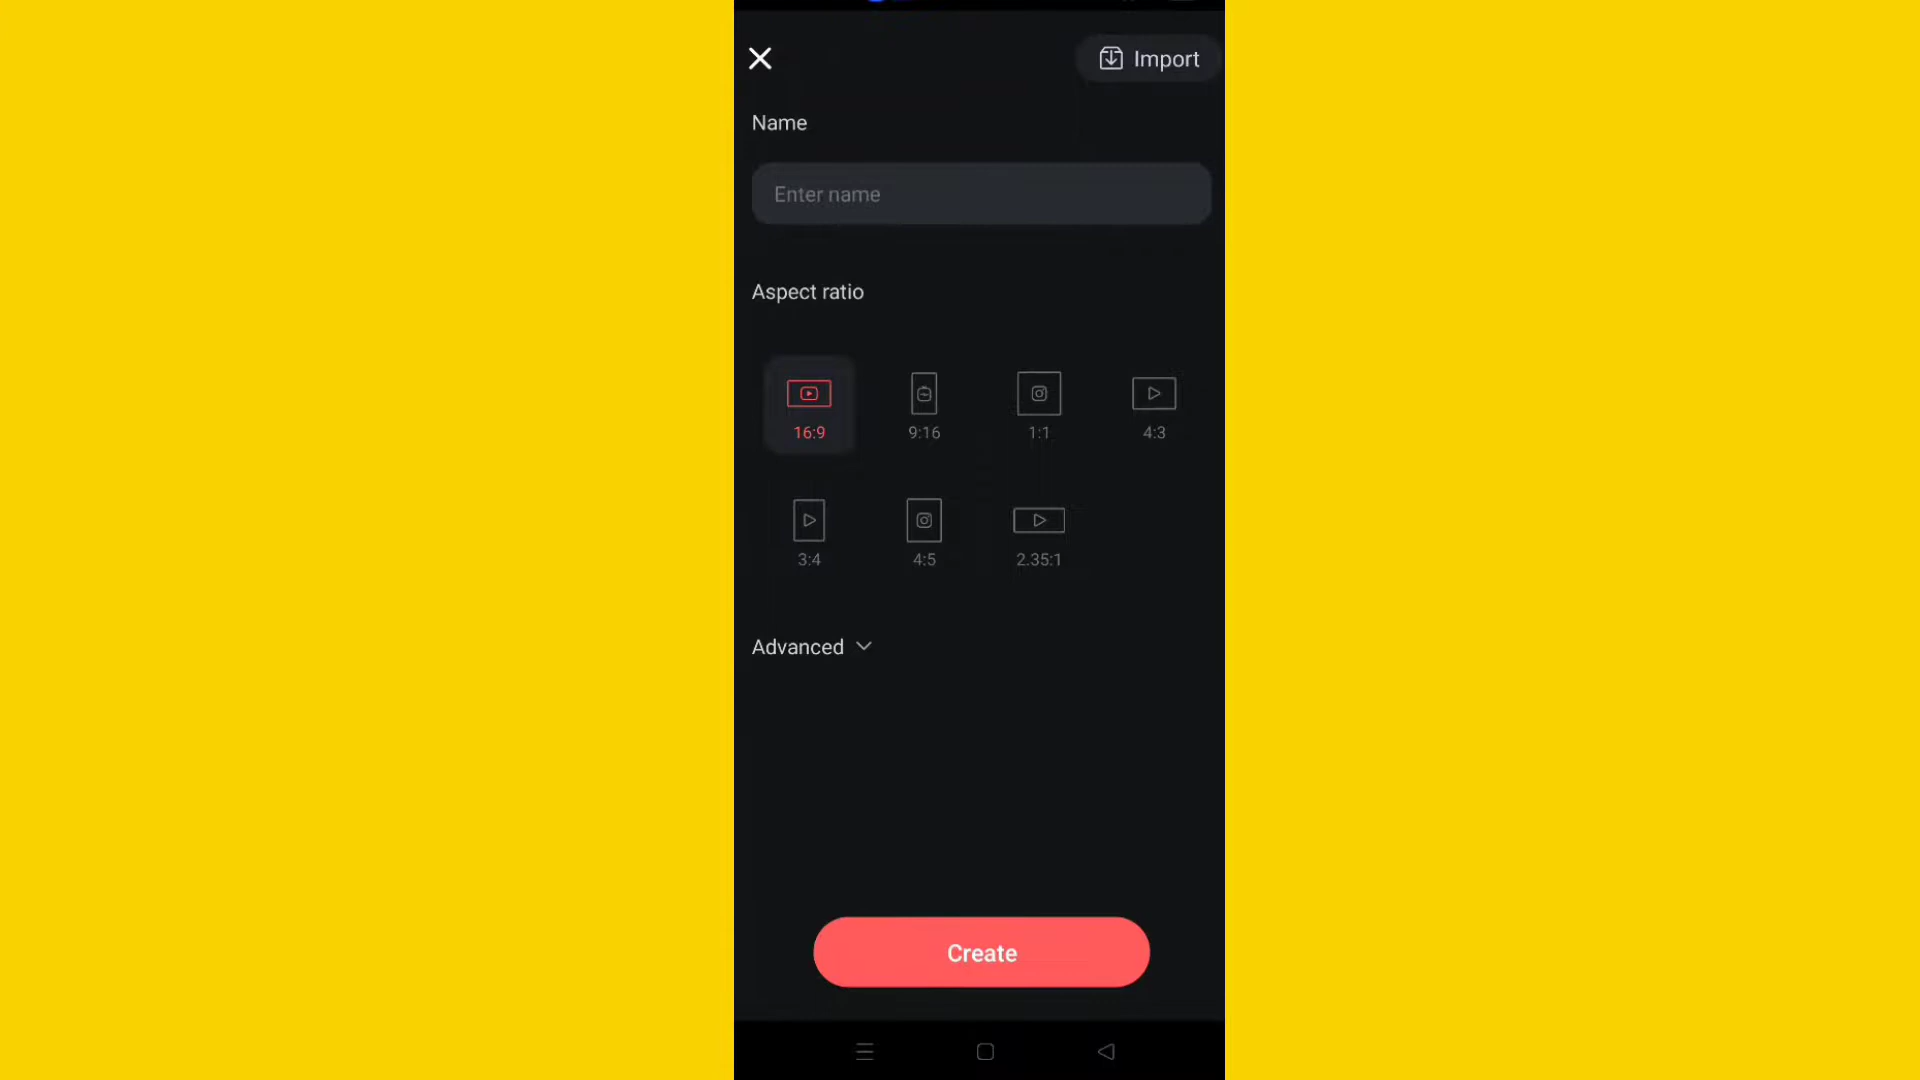 Import
Name
Enter name
Aspect ratio
16:9
9:16
1:1
4:3
3:4
4:5
2.35:1
Advanced
Create